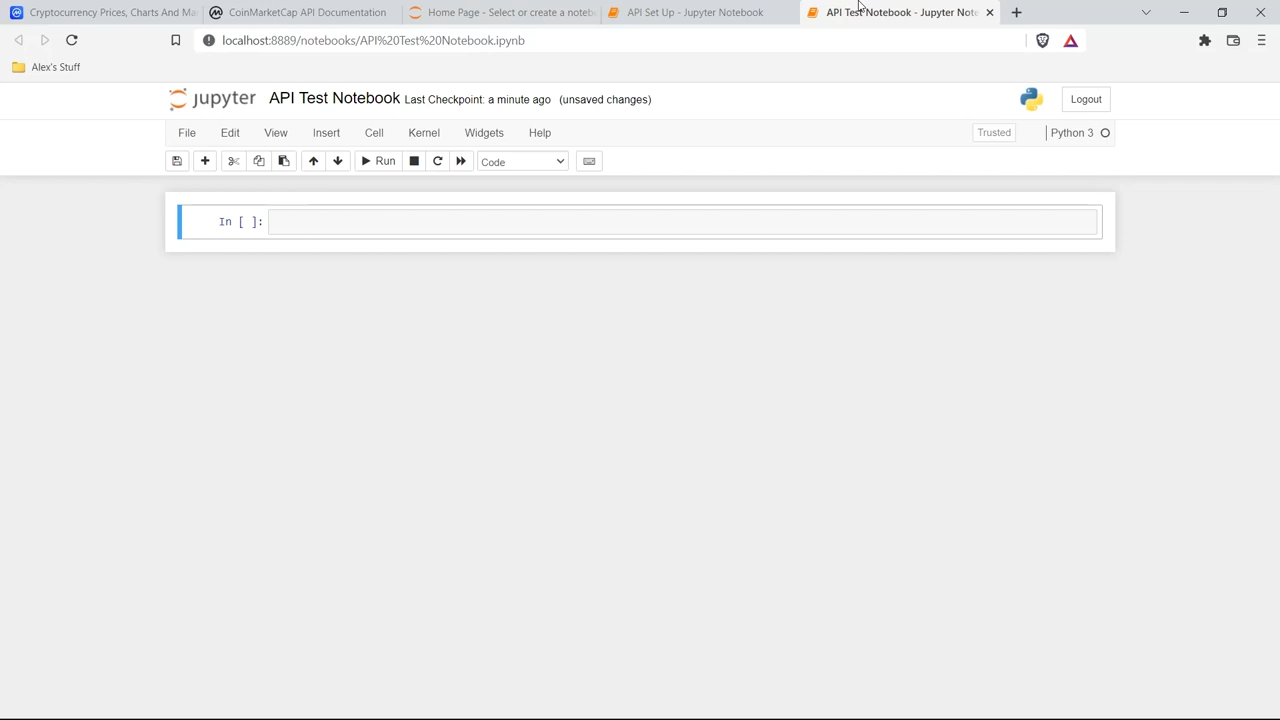 Cryptocurrency Prices, Charts And Ma
CoinMarketCap API Documentation
Home Page - Select or create a noteb
API Set Up - Jupyter Notebook
API Test Notebook - Jupyter Note
localhost:8889/notebooks/API%20Test%20Notebook.ipynb
Alex's Stuff
jupyter API Test Notebook Last Checkpoint: a minute ago (unsaved changes)
Logout
File Edit View Insert Cell Kernel Widgets Help
Trusted
Python 3
Run
Code
In [ ]: